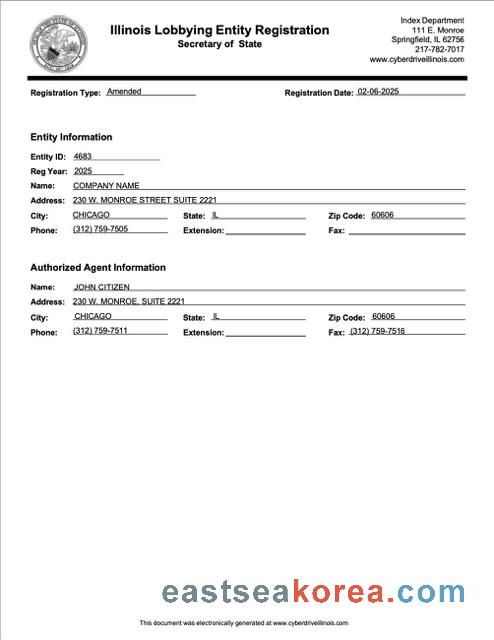 Illinois Lobbying Entity Registration
Secretary of State
Index Department
111 E. Monroe
Springfield, IL 62756
217-782-7017
www.cyberdriveillinois.com
Registration Type: Amended Registration Date: 02-06-2025
Entity Information
Entity ID: 4683
Reg Year: 2025
Name: COMPANY NAME
Address: 230 W. MONROE STREET SUITE 2221
City: CHICAGO State: IL Zip Code: 60606
Phone: (312) 759-7505 Extension: Fax:
Authorized Agent Information
Name: JOHN CITIZEN
Address: 230 W. MONROE, SUITE 2221
City: CHICAGO State: IL Zip Code: 60606
Phone: (312) 759-7511 Extension: Fax: (312) 759-7516
eastseakorea.com
This document was electronically generated at www.cyberdriveillinois.com